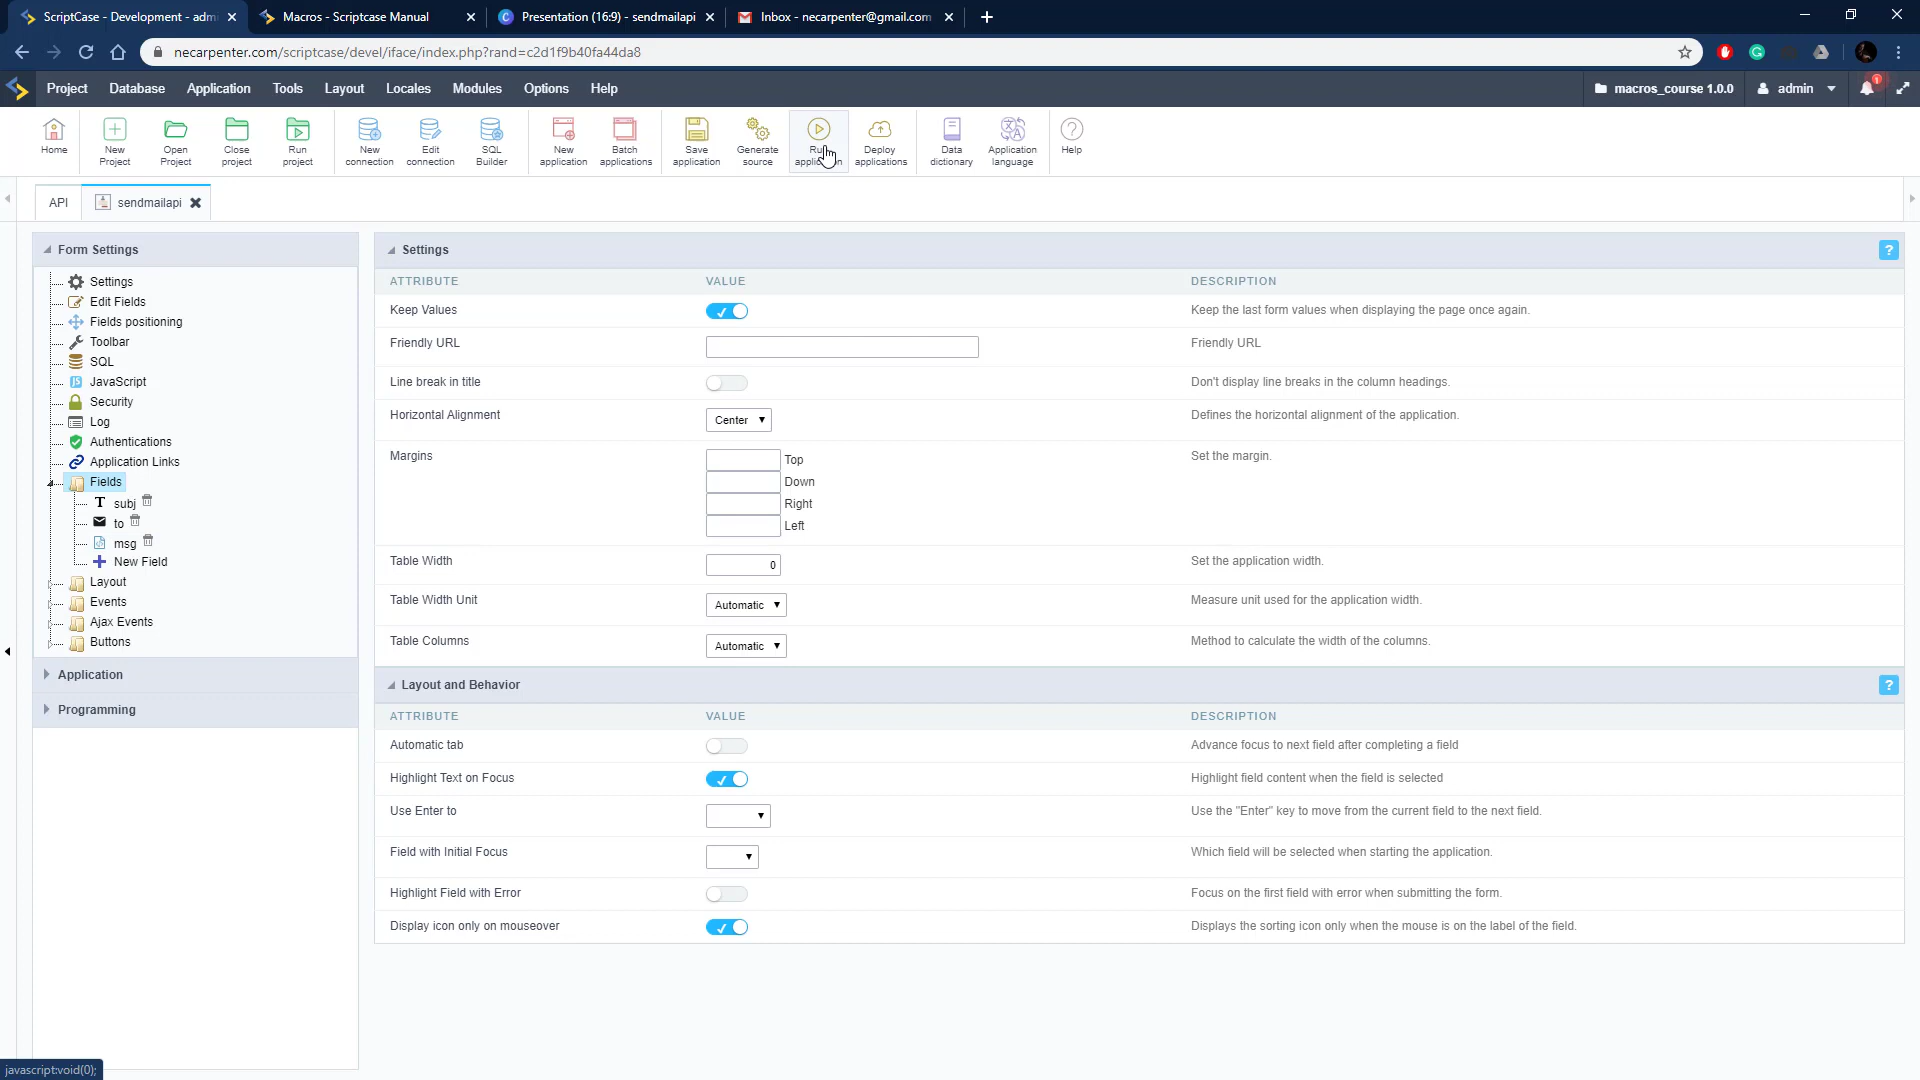 ScriptCase - Development - admi
Macros - Scriptcase Manual
Presentation (16:9) - sendmailapi
Inbox - necarpenter@gmail.com
necarpenter.com/scriptcase/devel/iface/index.php?rand=c2d1f9b40fa44da8
Project Database Application Tools Layout Locales Modules Options Help
macros_course 1.0.0
admin
1
Home
New Project
Open Project
Close project
Run project
New connection
Edit connection
SQL Builder
New application
Batch applications
Save application
Generate source
Deploy applications
Data dictionary
Application language
Help
API
sendmailapi
Form Settings
Settings
Edit Fields
Fields positioning
Toolbar
SQL
JavaScript
Security
Log
Authentications
Application Links
Fields
subj
to
msg
New Field
Layout
Events
Ajax Events
Buttons
Application
Programming
Settings
?
ATTRIBUTE VALUE DESCRIPTION
Keep Values Keep the last form values when displaying the page once again.
Friendly URL Friendly URL
Line break in title Don't display line breaks in the column headings.
Horizontal Alignment Center Defines the horizontal alignment of the application.
Margins Top Set the margin.
Down
Right
Left
Table Width 0 Set the application width.
Table Width Unit Automatic Measure unit used for the application width.
Table Columns Automatic Method to calculate the width of the columns.
Layout and Behavior
?
ATTRIBUTE VALUE DESCRIPTION
Automatic tab Advance focus to next field after completing a field
Highlight Text on Focus Highlight field content when the field is selected
Use Enter to Use the "Enter" key to move from the current field to the next field.
Field with Initial Focus Which field will be selected when starting the application.
Highlight Field with Error Focus on the first field with error when submitting the form.
Display icon only on mouseover Displays the sorting icon only when the mouse is on the label of the field.
javascript:void(0);